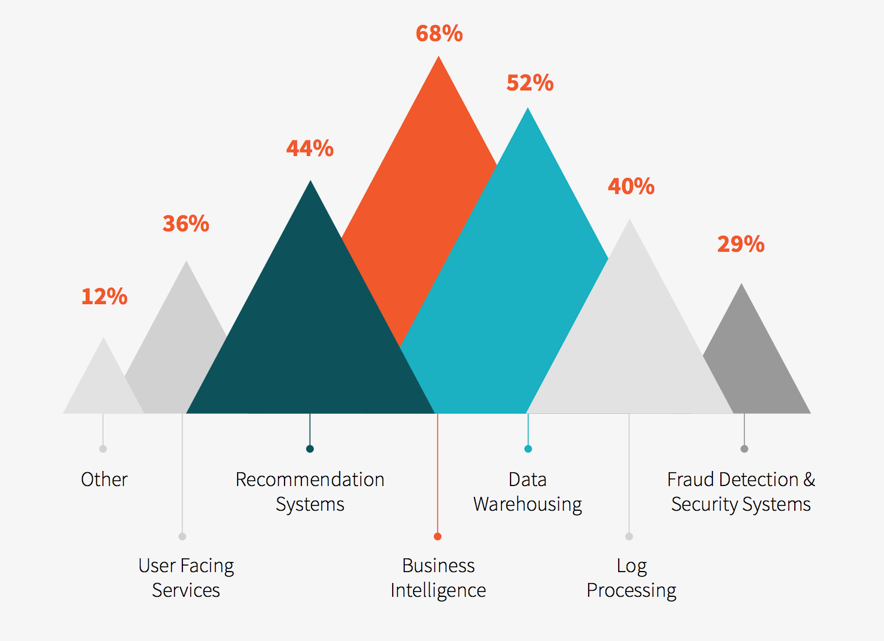 68%
52%
44%
40%
36%
29%
12%
Other
Recommendation
Systems
Data
Warehousing
Fraud Detection &
Security Systems
User Facing
Services
Business
Intelligence
Log
Processing